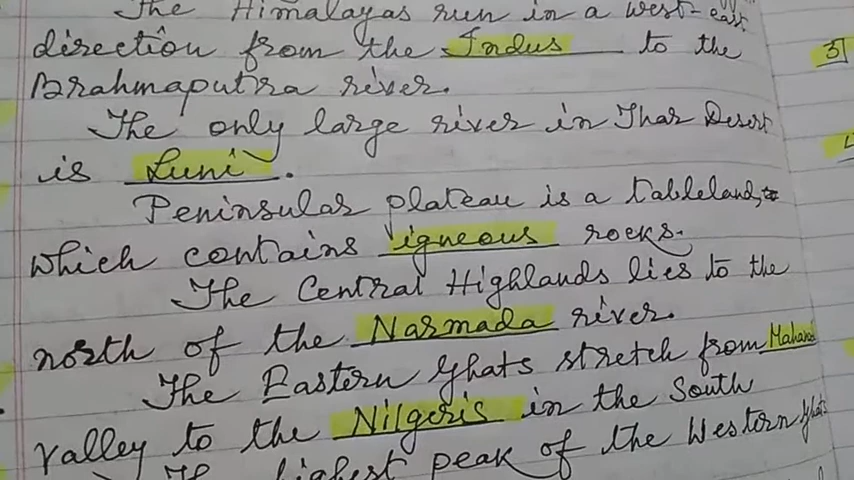 The Himalayas run in a west-east
direction from the Indus to the
Brahmaputra river.
The only large river in Thar Desert
is Luni.
Peninsular plateau is a tableland,
which contains igneous rocks.
The Central Highlands lies to the
north of the Narmada river.
The Eastern Ghats stretch from
valley to the Nilgeris in the South
highest peak of the Western Ghats
3]